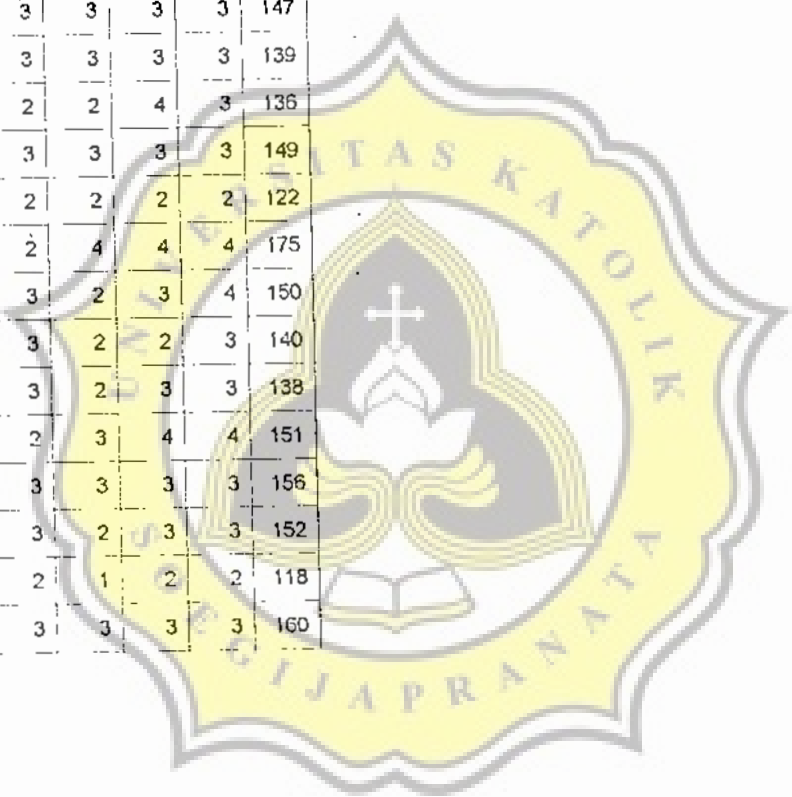 3 3 3 3 147
3 3 3 3 139
2 2 4 3 136
3 3 3 3 149
2 2 2 2 122
2 4 4 4 175
3 2 3 4 150
3 2 2 3 140
3 2 3 3 138
2 3 4 4 151
3 3 3 3 156
3 2 3 3 152
2 1 2 2 118
3 3 3 3 160
UNIVERSITAS KATOLIK
SOEGIJAPRANATA